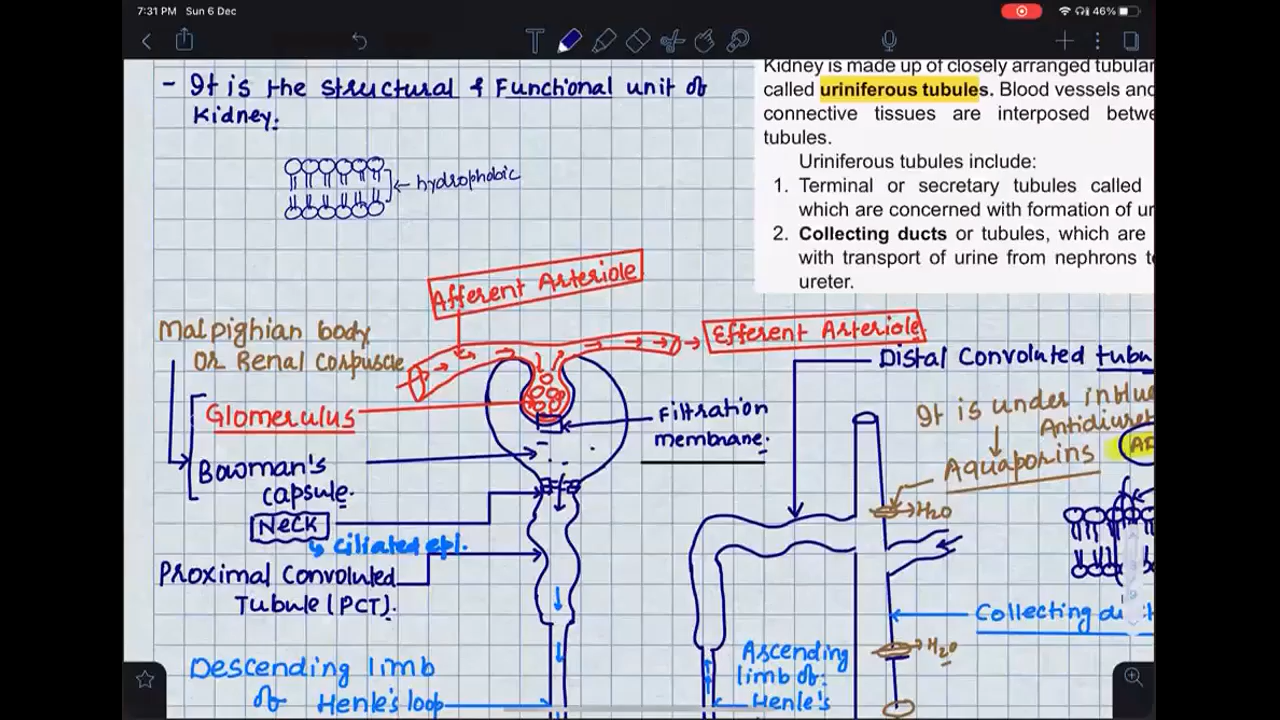 7:31 PM Sun 6 Dec
46%
- It is the structural & Functional unit of
Kidney.
hydrophobic
Kidney is made up of closely arranged tubular
called uriniferous tubules. Blood vessels and
connective tissues are interposed betwe
tubules.
Uriniferous tubules include:
1. Terminal or secretary tubules called
which are concerned with formation of ur
2. Collecting ducts or tubules, which are
with transport of urine from nephrons t
ureter.
Afferent Arteriole
Efferent Arteriole
Malpighian body
or Renal Corpuscle
Glomerulus
Bowman's
capsule.
Neck
ciliated epl.
Proximal Convoluted
Tubule (PCT).
Filtration
membrane.
Distal Convoluted tubu
It is under influe
Antidiuret
Aquaporins
H2O
Collecting du
H2O
Descending limb
of Henle's loop
Ascending
limb of
Henle's